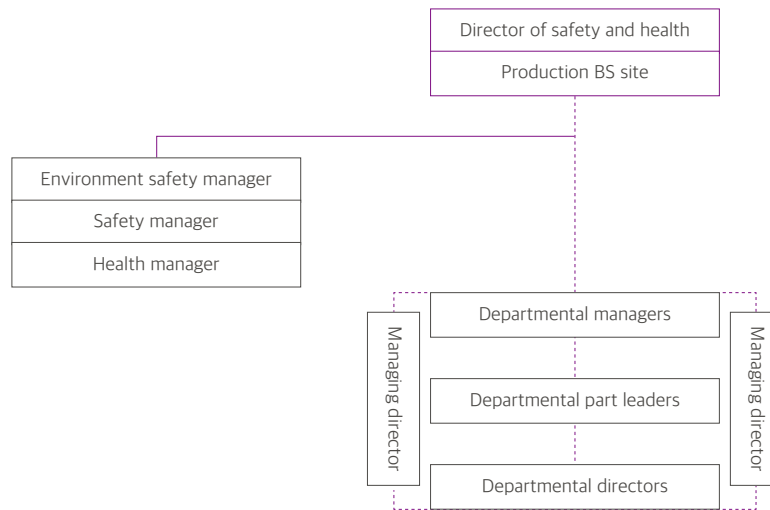 Director of safety and health
Production BS site
Environment safety manager
Safety manager
Health manager
Departmental managers
Managing director
Managing director
Departmental part leaders
Departmental directors